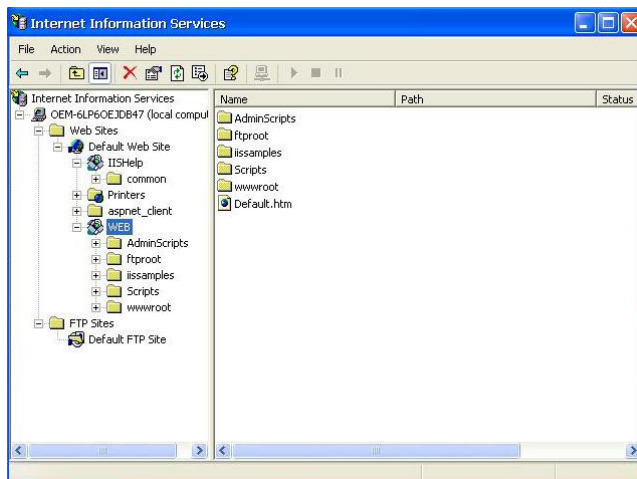 Internet Information Services
File Action View Help
Internet Information Services
OEM-6LP6OEJDB47 (local comput
Web Sites
Default Web Site
IISHelp
common
Printers
aspnet_client
WEB
AdminScripts
ftproot
iissamples
Scripts
wwwroot
FTP Sites
Default FTP Site
Name Path Status
AdminScripts
ftproot
iissamples
Scripts
wwwroot
Default.htm